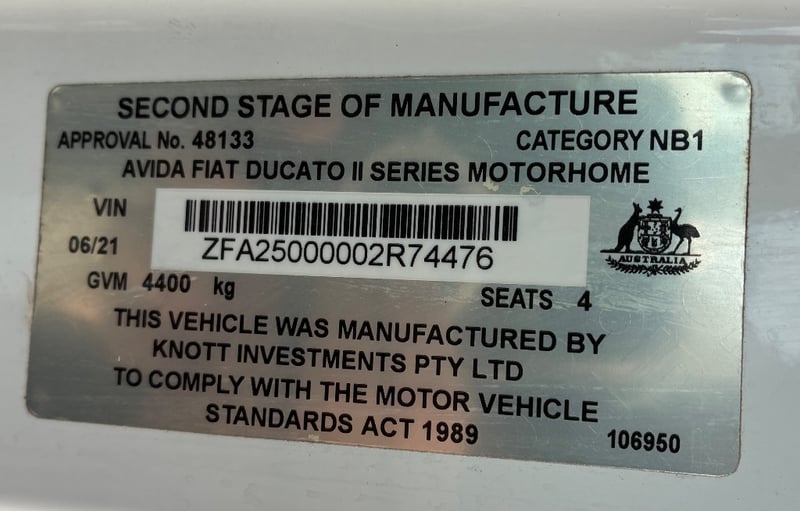 SECOND STAGE OF MANUFACTURE
APPROVAL No. 48133 CATEGORY NB1
AVIDA FIAT DUCATO II SERIES MOTORHOME
VIN
ZFA25000002R74476
06/21
AUSTRALIA
GVM 4400 kg SEATS 4
THIS VEHICLE WAS MANUFACTURED BY
KNOTT INVESTMENTS PTY LTD
TO COMPLY WITH THE MOTOR VEHICLE
STANDARDS ACT 1989
106950